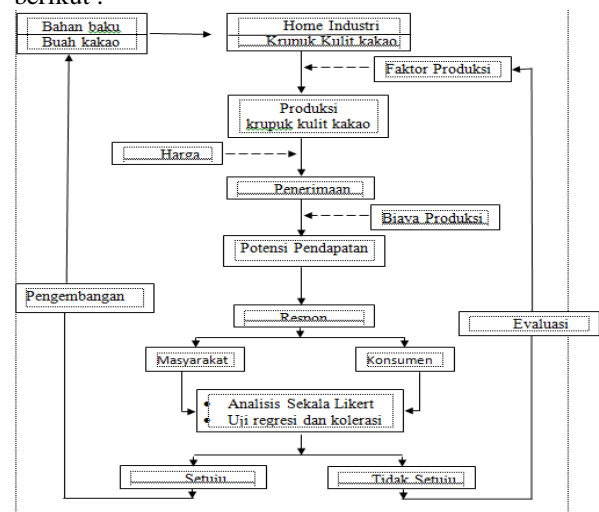 berikut :
Bahan baku
Buah kakao
Home Industri
Krupuk Kulit kakao
Faktor Produksi
Produksi
krupuk kulit kakao
Harga
Penerimaan
Biaya Produksi
Potensi Pendapatan
Pengembangan
Respon
Evaluasi
Masyarakat
Konsumen
• Analisis Sekala Likert
• Uji regresi dan kolerasi
Setuju
Tidak Setuju